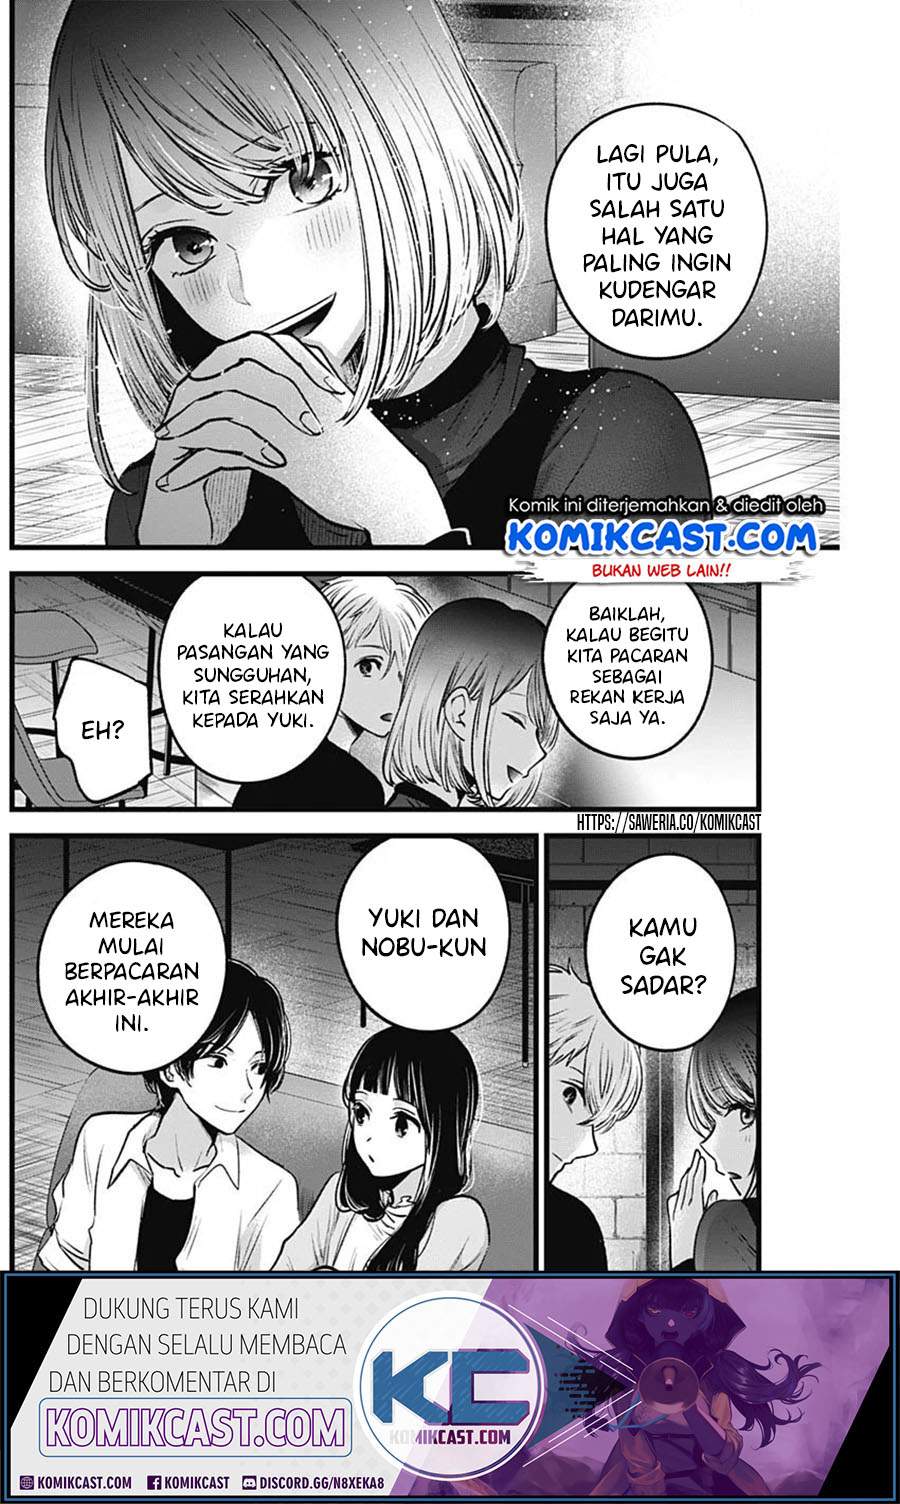 LAGI PULA,
ITU JUGA
SALAH SATU
HAL YANG
PALING INGIN
KUDENGAR
DARIMU.
Komik ini diterjemahkan & diedit oleh
KOMIKCAST.COM
BUKAN WEB LAIN!!
BAIKLAH,
KALAU BEGITU
KITA PACARAN
SEBAGAI
REKAN KERJA
SAJA YA.
KALAU
PASANGAN YANG
SUNGGUHAN,
KITA SERAHKAN
KEPADA YUKI.
EH?
HTTPS://SAWERIA.CO/KOMIKCAST
KAMU
GAK
SADAR?
YUKI DAN
NOBU-KUN
MEREKA
MULAI
BERPACARAN
AKHIR-AKHIR
INI.
DUKUNG TERUS KAMI
DENGAN SELALU MEMBACA
DAN BERKOMENTAR DI
KOMIKCAST.COM
KC
KOMIKCAST.COM
KOMIKCAST.COM KOMIKCAST DISCORD.GG/N8XEKA8